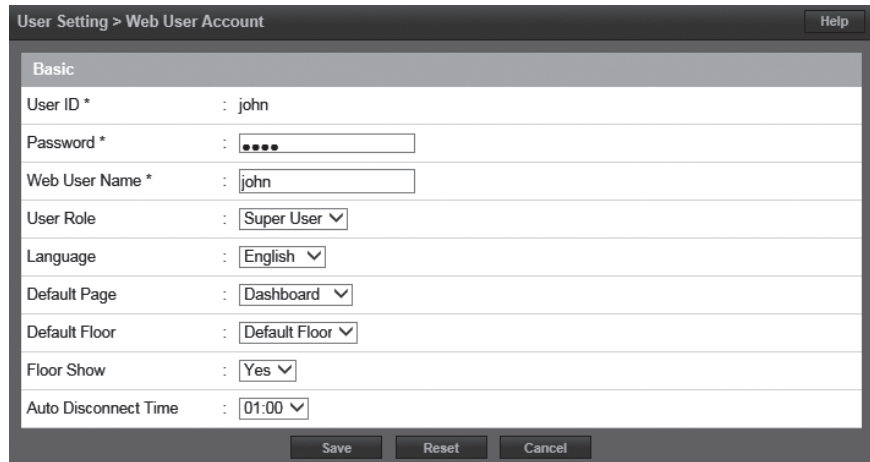 User Setting > Web User Account Help
Basic
User ID * : john
Password * : ●●●●
Web User Name * : john
User Role : Super User
Language : English
Default Page : Dashboard
Default Floor : Default Floor
Floor Show : Yes
Auto Disconnect Time : 01:00
Save Reset Cancel